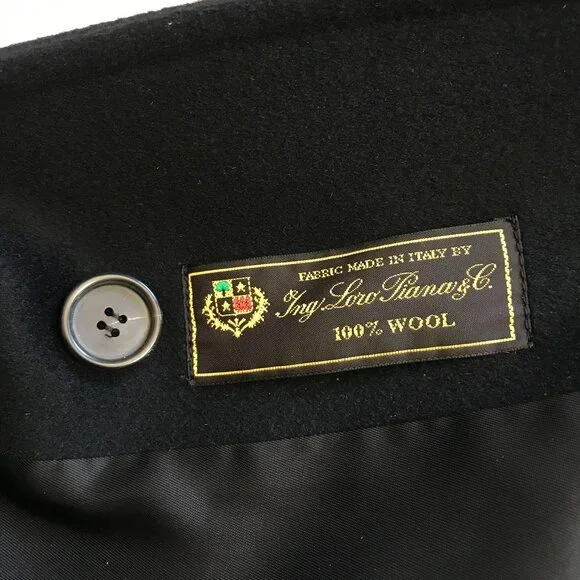 FABRIC MADE IN ITALY BY
Ing. Loro Piana & C.
100% WOOL